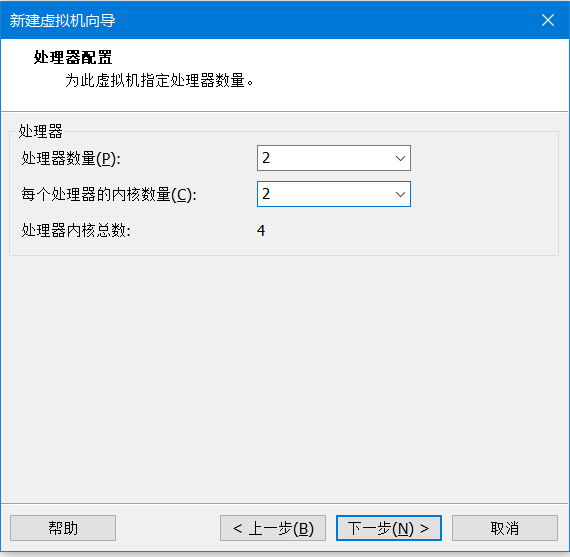 新建虚拟机向导
处理器配置
为此虚拟机指定处理器数量。
处理器
处理器数量(P): 2
每个处理器的内核数量(C): 2
处理器内核总数: 4
帮助 < 上一步(B) 下一步(N) > 取消